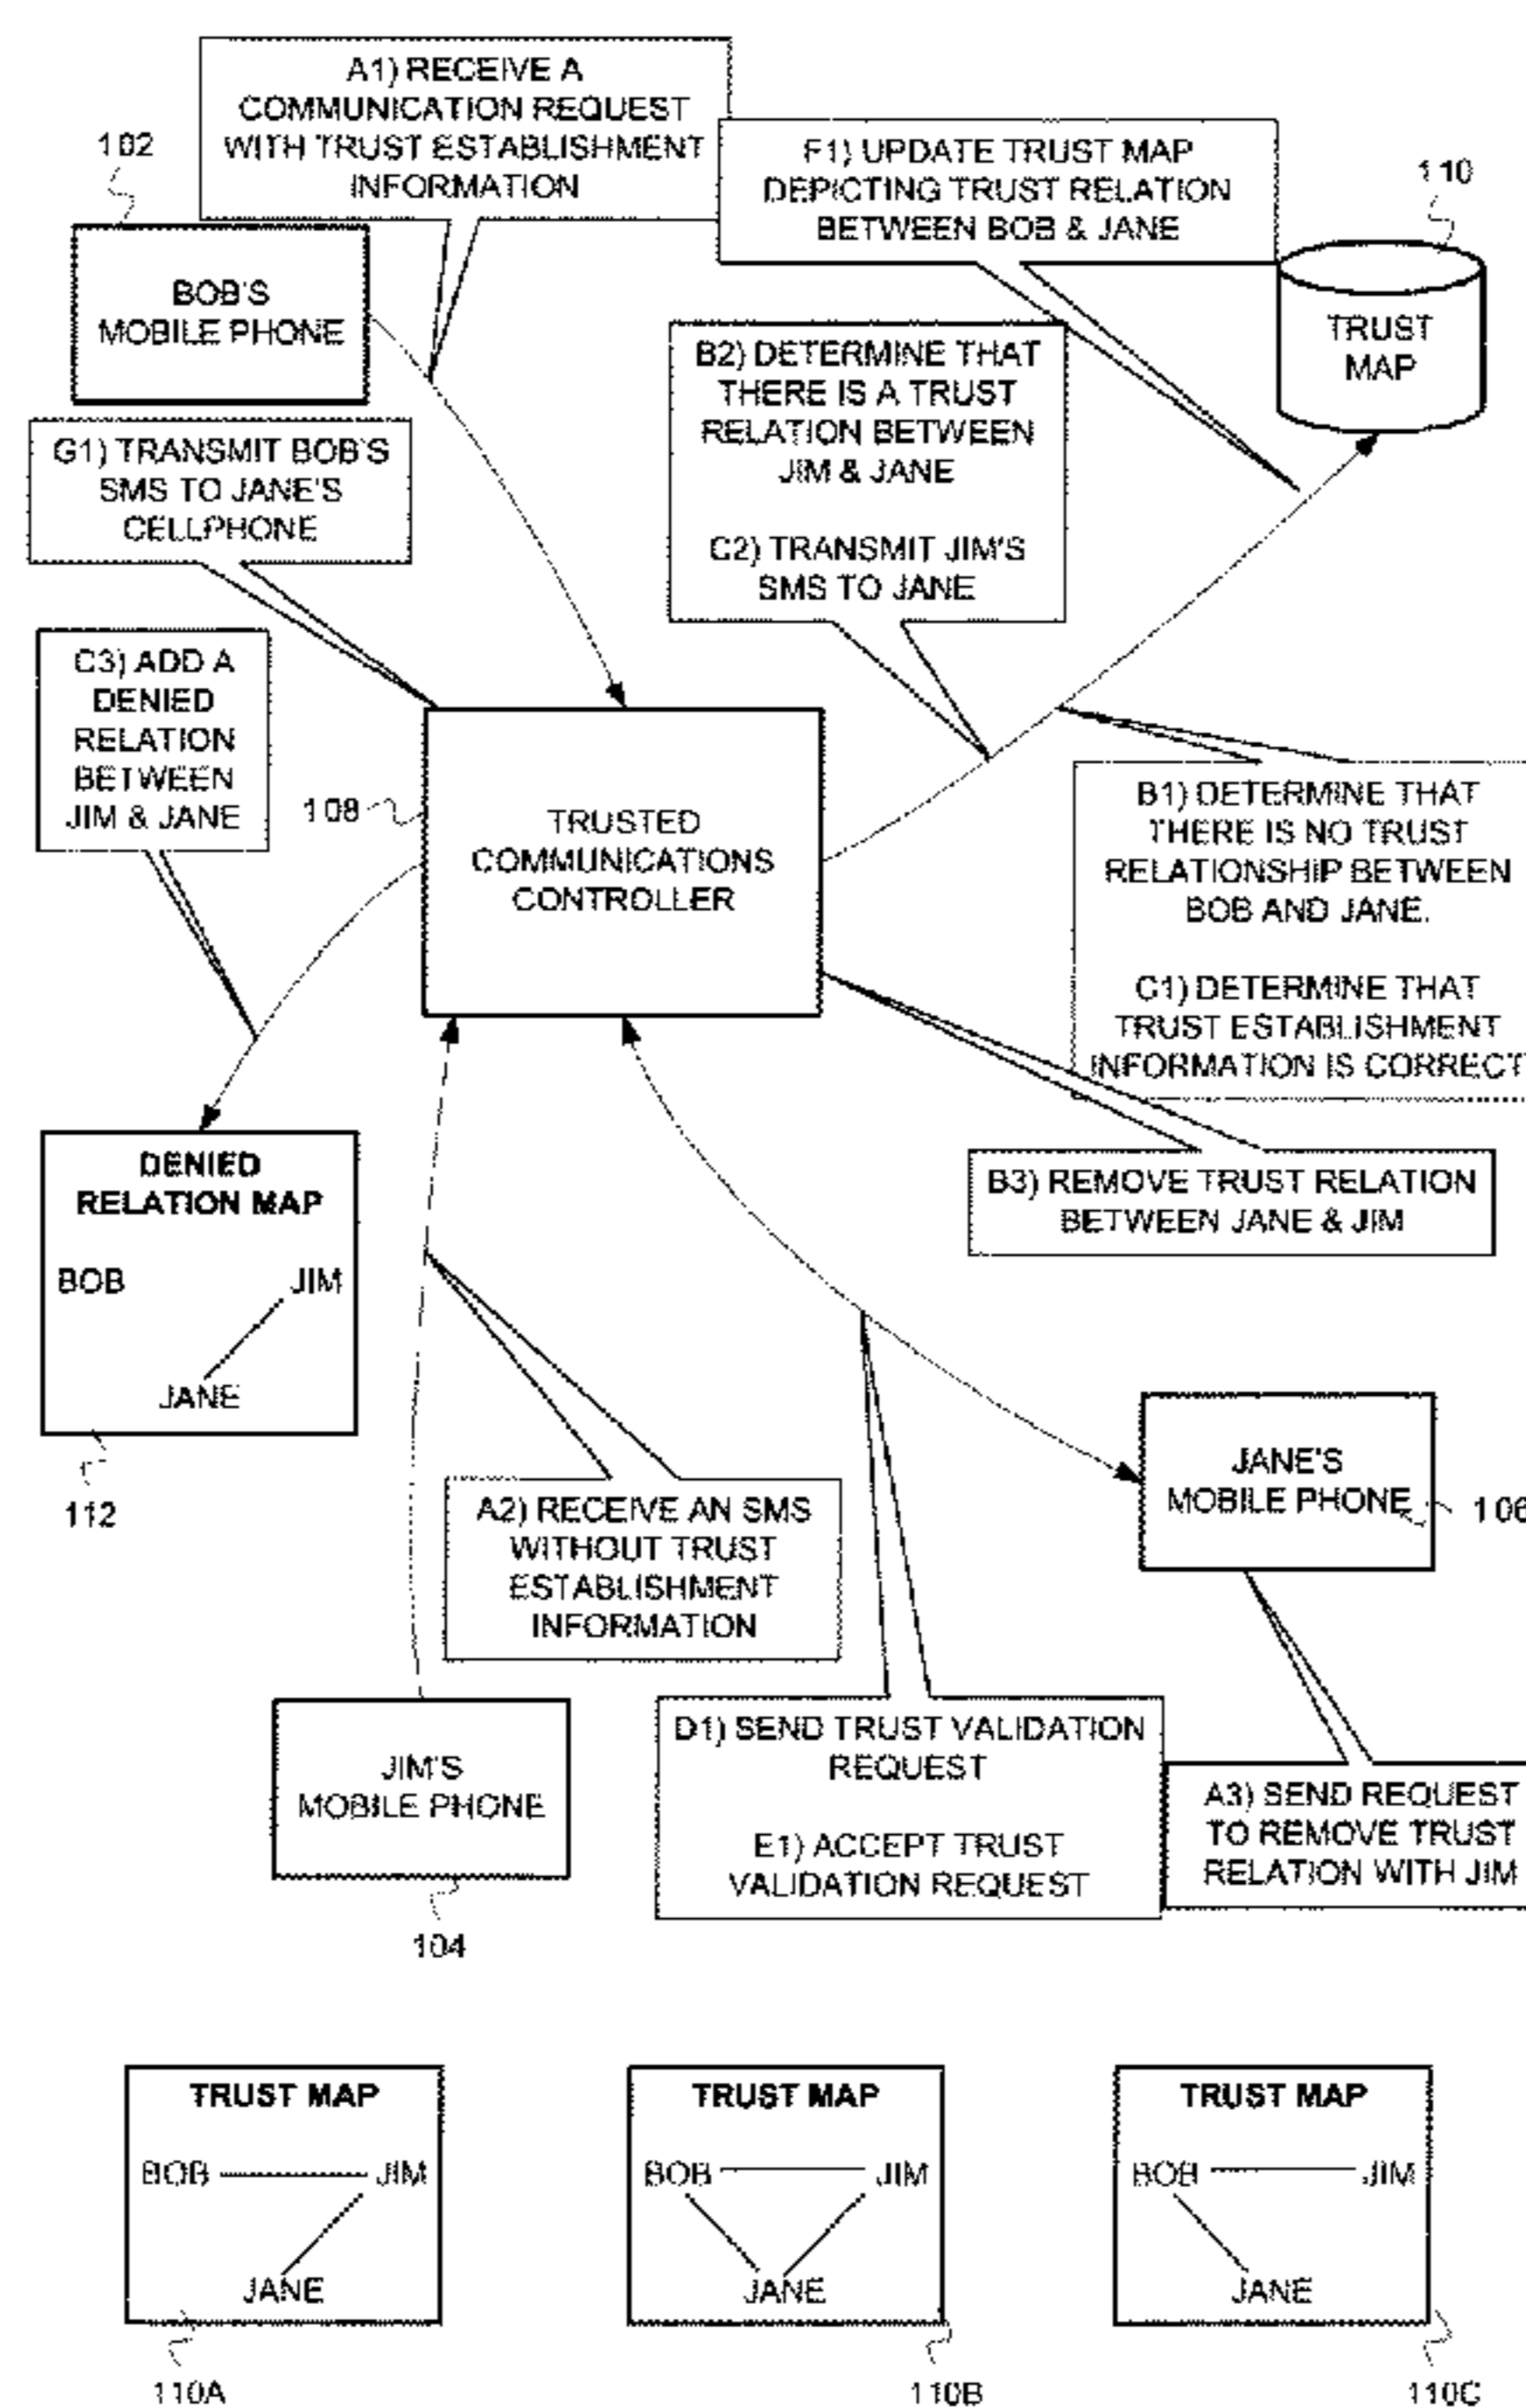 A1) RECEIVE A
COMMUNICATION REQUEST
WITH TRUST ESTABLISHMENT
INFORMATION
102
F1) UPDATE TRUST MAP
DEPICTING TRUST RELATION
BETWEEN BOB & JANE
110
BOB'S
MOBILE PHONE
TRUST
MAP
B2) DETERMINE THAT
THERE IS A TRUST
RELATION BETWEEN
JIM & JANE
C2) TRANSMIT JIM'S
SMS TO JANE
G1) TRANSMIT BOB'S
SMS TO JANE'S
CELLPHONE
C3) ADD A
DENIED
RELATION
BETWEEN
JIM & JANE
108
TRUSTED
COMMUNICATIONS
CONTROLLER
B1) DETERMINE THAT
THERE IS NO TRUST
RELATIONSHIP BETWEEN
BOB AND JANE.
C1) DETERMINE THAT
TRUST ESTABLISHMENT
INFORMATION IS CORRECT
DENIED
RELATION MAP
BOB
JIM
JANE
112
B3) REMOVE TRUST RELATION
BETWEEN JANE & JIM
A2) RECEIVE AN SMS
WITHOUT TRUST
ESTABLISHMENT
INFORMATION
JANE'S
MOBILE PHONE
106
JIM'S
MOBILE PHONE
104
D1) SEND TRUST VALIDATION
REQUEST
E1) ACCEPT TRUST
VALIDATION REQUEST
A3) SEND REQUEST
TO REMOVE TRUST
RELATION WITH JIM
TRUST MAP
BOB
JIM
JANE
110A
TRUST MAP
BOB
JIM
JANE
110B
TRUST MAP
BOB
JIM
JANE
110C